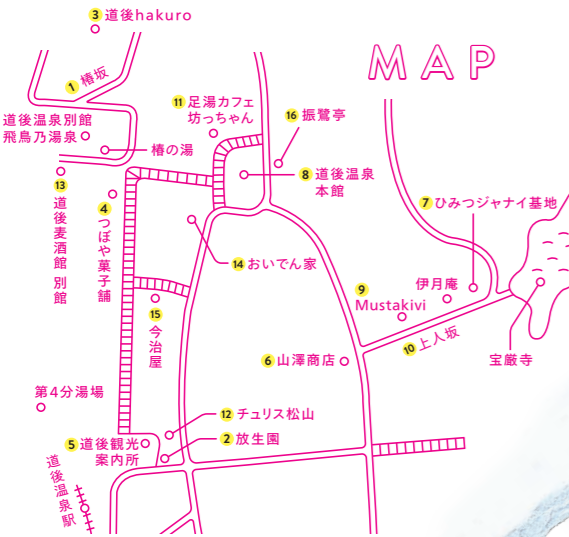 3 道後hakuro
MAP
1 椿坂
11 足湯カフェ
坊っちゃん
16 振鷺亭
道後温泉別館
飛鳥乃湯泉
椿の湯
8 道後温泉
本館
13 道後麦酒館 別館
4 つぼや菓子舗
7 ひみつジャナイ基地
14 おいでん家
9
Mustakivi
伊月庵
15 今治屋
10 上人坂
宝厳寺
6 山澤商店
第4分湯場
12 チュリス松山
5 道後観光
案内所
2 放生園
道後温泉駅